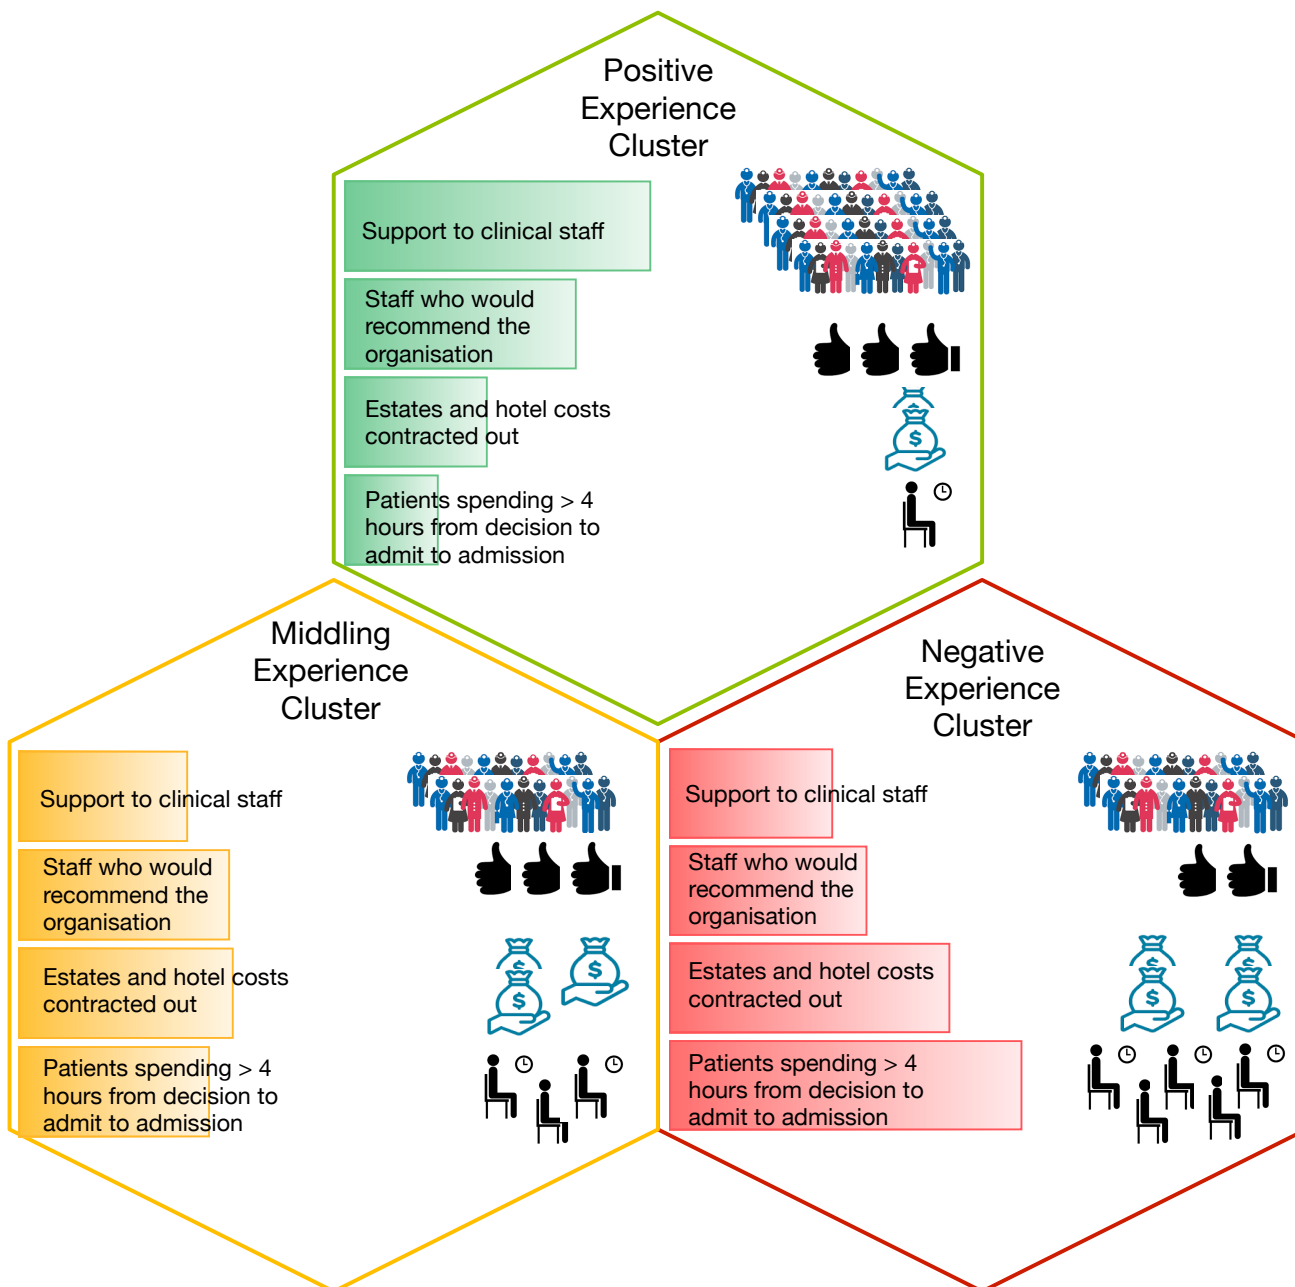 Positive
Experience
Cluster
Support to clinical staff
Staff who would
recommend the
organisation
Estates and hotel costs
contracted out
Patients spending > 4
hours from decision to
admit to admission
$
Middling
Experience
Cluster
Support to clinical staff
Staff who would
recommend the
organisation
Estates and hotel costs
contracted out
Patients spending > 4
hours from decision to
admit to admission
$
$
$
Negative
Experience
Cluster
Support to clinical staff
Staff who would
recommend the
organisation
Estates and hotel costs
contracted out
Patients spending > 4
hours from decision to
admit to admission
$ $
$ $